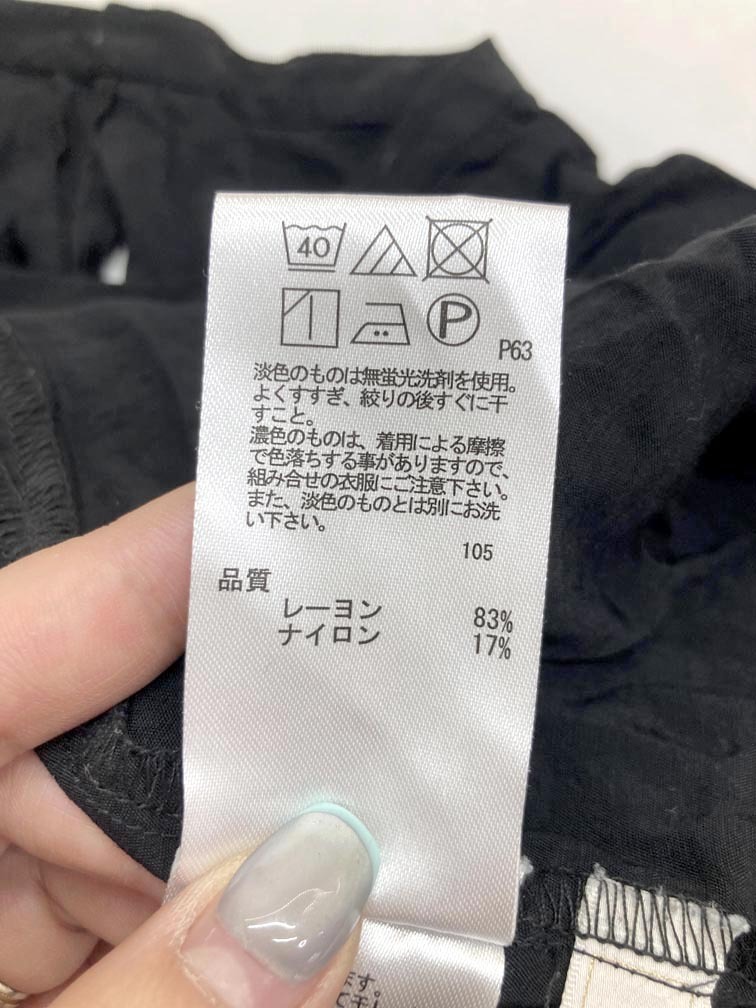 40
P
P63
淡色のものは無蛍光洗剤を使用。
よくすすぎ、絞りの後すぐに干
すこと。
濃色のものは、着用による摩擦
で色落ちする事がありますので、
組み合せの衣服にご注意下さい。
また、淡色のものとは別にお洗
い下さい。
105
品質
レーヨン 83%
ナイロン 17%
ます。